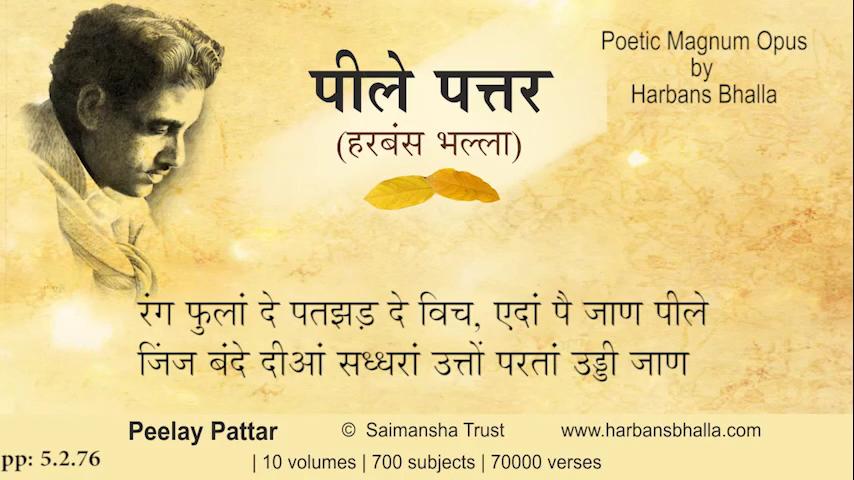 पीले पत्तर
(हरबंस भल्ला)
Poetic Magnum Opus
by
Harbans Bhalla
रंग फुलां दे पतझड़ दे विच, एदां पै जाण पीले
जिंज बंदे दीआं सध्धरां उत्तों परतां उड्डी जाण
Peelay Pattar © Saimansha Trust www.harbansbhalla.com
pp: 5.2.76 | 10 volumes | 700 subjects | 70000 verses